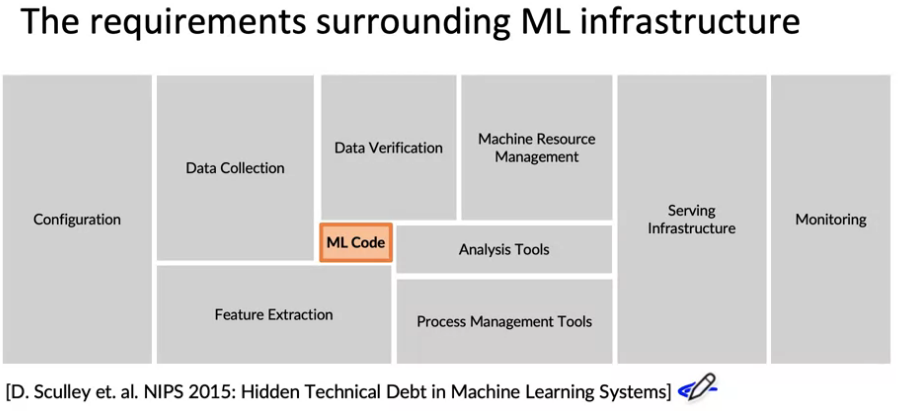 The requirements surrounding ML infrastructure
Configuration
Data Collection
Data Verification
Machine Resource
Management
ML Code
Analysis Tools
Feature Extraction
Process Management Tools
Serving
Infrastructure
Monitoring
[D. Sculley et. al. NIPS 2015: Hidden Technical Debt in Machine Learning Systems]